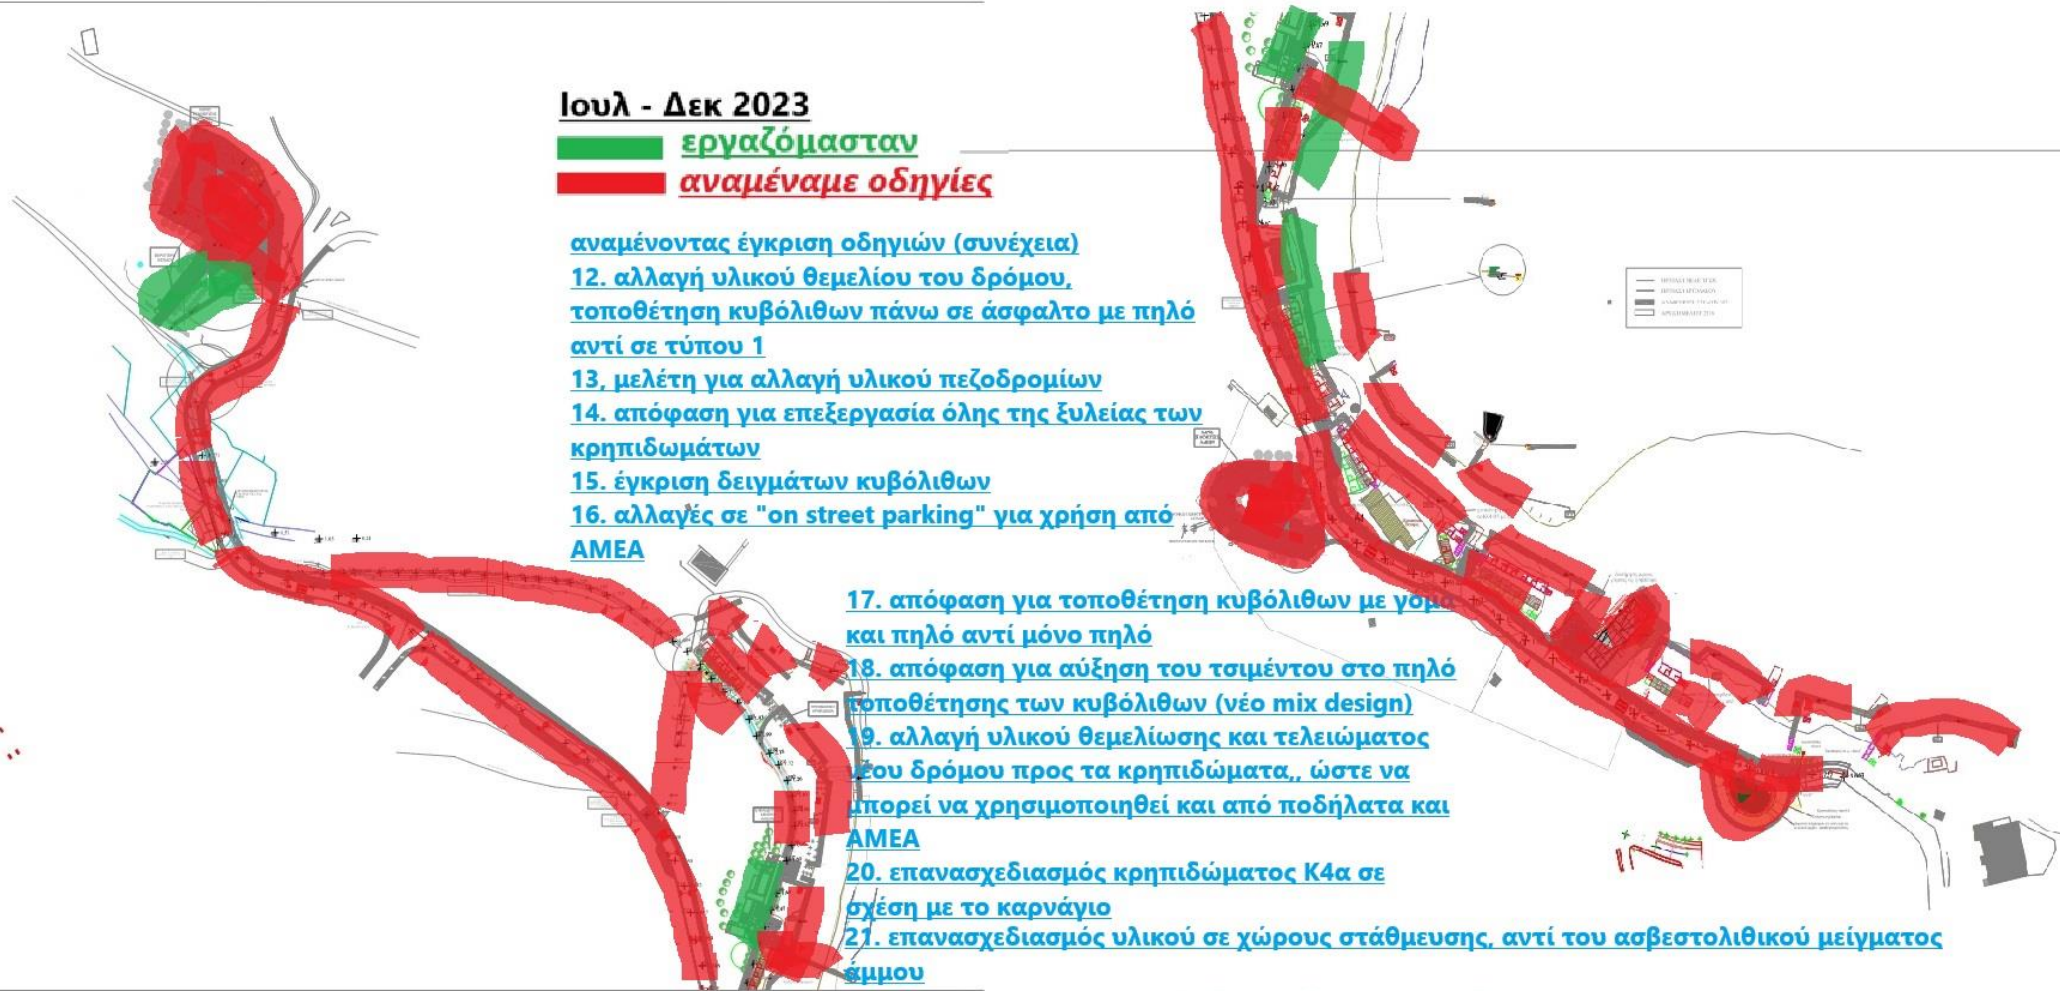 Ιουλ - Δεκ 2023
εργαζόμασταν
αναμέναμε οδηγίες
αναμένοντας έγκριση οδηγιών (συνέχεια)
12. αλλαγή υλικού θεμελίου του δρόμου,
τοποθέτηση κυβόλιθων πάνω σε άσφαλτο με πηλό
αντί σε τύπου 1
13, μελέτη για αλλαγή υλικού πεζοδρομίων
14. απόφαση για επεξεργασία όλης της ξυλείας των
κρηπιδωμάτων
15. έγκριση δειγμάτων κυβόλιθων
16. αλλαγές σε "on street parking" για χρήση από
ΑΜΕΑ
17. απόφαση για τοποθέτηση κυβόλιθων με γόμα
και πηλό αντί μόνο πηλό
18. απόφαση για αύξηση του τσιμέντου στο πηλό
τοποθέτησης των κυβόλιθων (νέο mix design)
19. αλλαγή υλικού θεμελίωσης και τελειώματος
νέου δρόμου προς τα κρηπιδώματα,, ώστε να
μπορεί να χρησιμοποιηθεί και από ποδήλατα και
ΑΜΕΑ
20. επανασχεδιασμός κρηπιδώματος Κ4α σε
σχέση με το καρνάγιο
21. επανασχεδιασμός υλικού σε χώρους στάθμευσης, αντί του ασβεστολιθικού μείγματος
άμμου